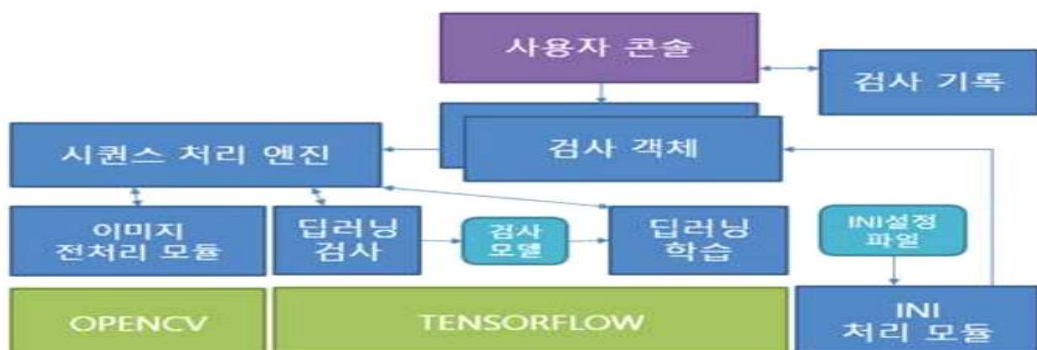 사용자 콘솔
검사 기록
시퀀스 처리 엔진
검사 객체
이미지
전처리 모듈
딥러닝
검사
검사
모델
딥러닝
학습
INI설정
파일
OPENCV
TENSORFLOW
INI
처리 모듈